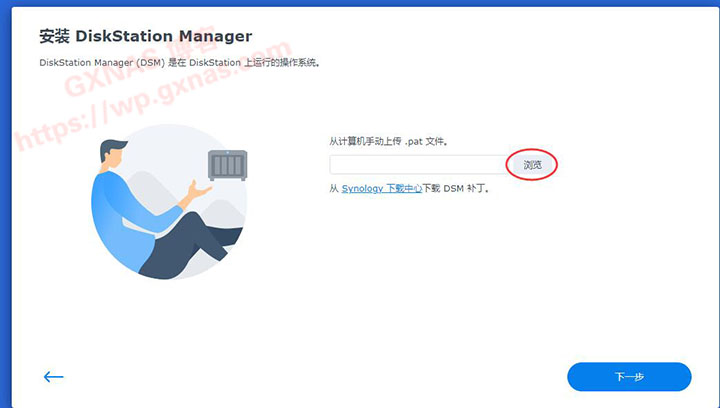 安装 DiskStation Manager
DiskStation Manager (DSM) 是在 DiskStation 上运行的操作系统。
GXNAS 博客
https://wp.gxnas.com
从计算机手动上传 .pat 文件。
浏览
从 Synology 下载中心下载 DSM 补丁。
下一步